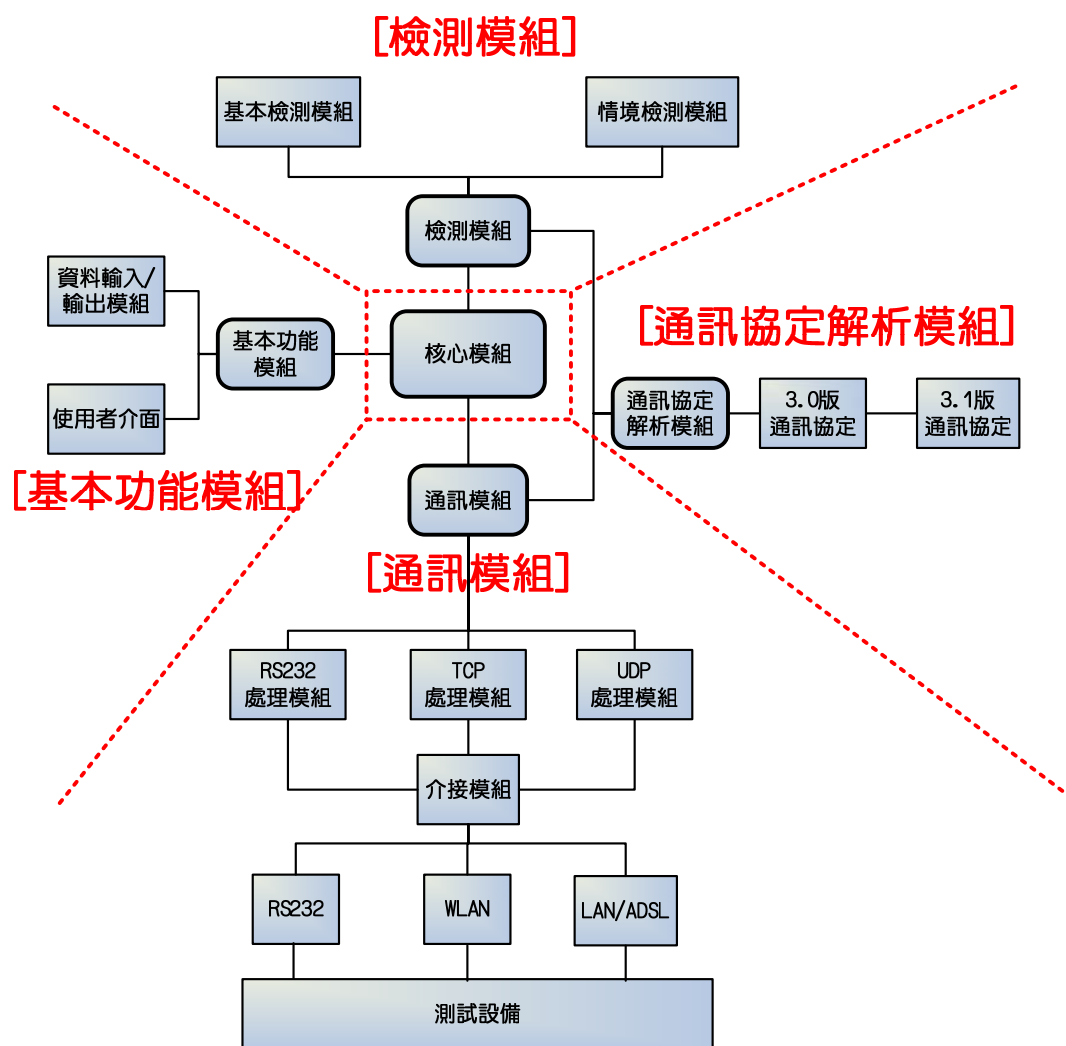 [檢測模組]
基本檢測模組
情境檢測模組
檢測模組
資料輸入/
輸出模組
基本功能
模組
核心模組
[通訊協定解析模組]
使用者介面
通訊協定
解析模組
3.0版
通訊協定
3.1版
通訊協定
[基本功能模組]
通訊模組
[通訊模組]
RS232
處理模組
TCP
處理模組
UDP
處理模組
介接模組
RS232
WLAN
LAN/ADSL
測試設備